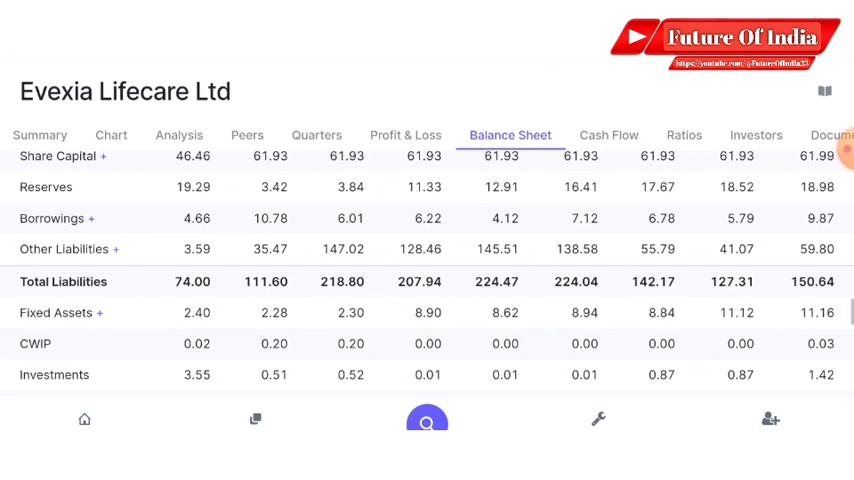 Future Of India
https://youtube.com/@FutureOfIndia23
Evexia Lifecare Ltd
Summary Chart Analysis Peers Quarters Profit & Loss Balance Sheet Cash Flow Ratios Investors Docume
Share Capital + 46.46 61.93 61.93 61.93 61.93 61.93 61.93 61.93 61.99
Reserves 19.29 3.42 3.84 11.33 12.91 16.41 17.67 18.52 18.98
Borrowings + 4.66 10.78 6.01 6.22 4.12 7.12 6.78 5.79 9.87
Other Liabilities + 3.59 35.47 147.02 128.46 145.51 138.58 55.79 41.07 59.80
Total Liabilities 74.00 111.60 218.80 207.94 224.47 224.04 142.17 127.31 150.64
Fixed Assets + 2.40 2.28 2.30 8.90 8.62 8.94 8.84 11.12 11.16
CWIP 0.02 0.20 0.20 0.00 0.00 0.00 0.00 0.00 0.03
Investments 3.55 0.51 0.52 0.01 0.01 0.01 0.87 0.87 1.42